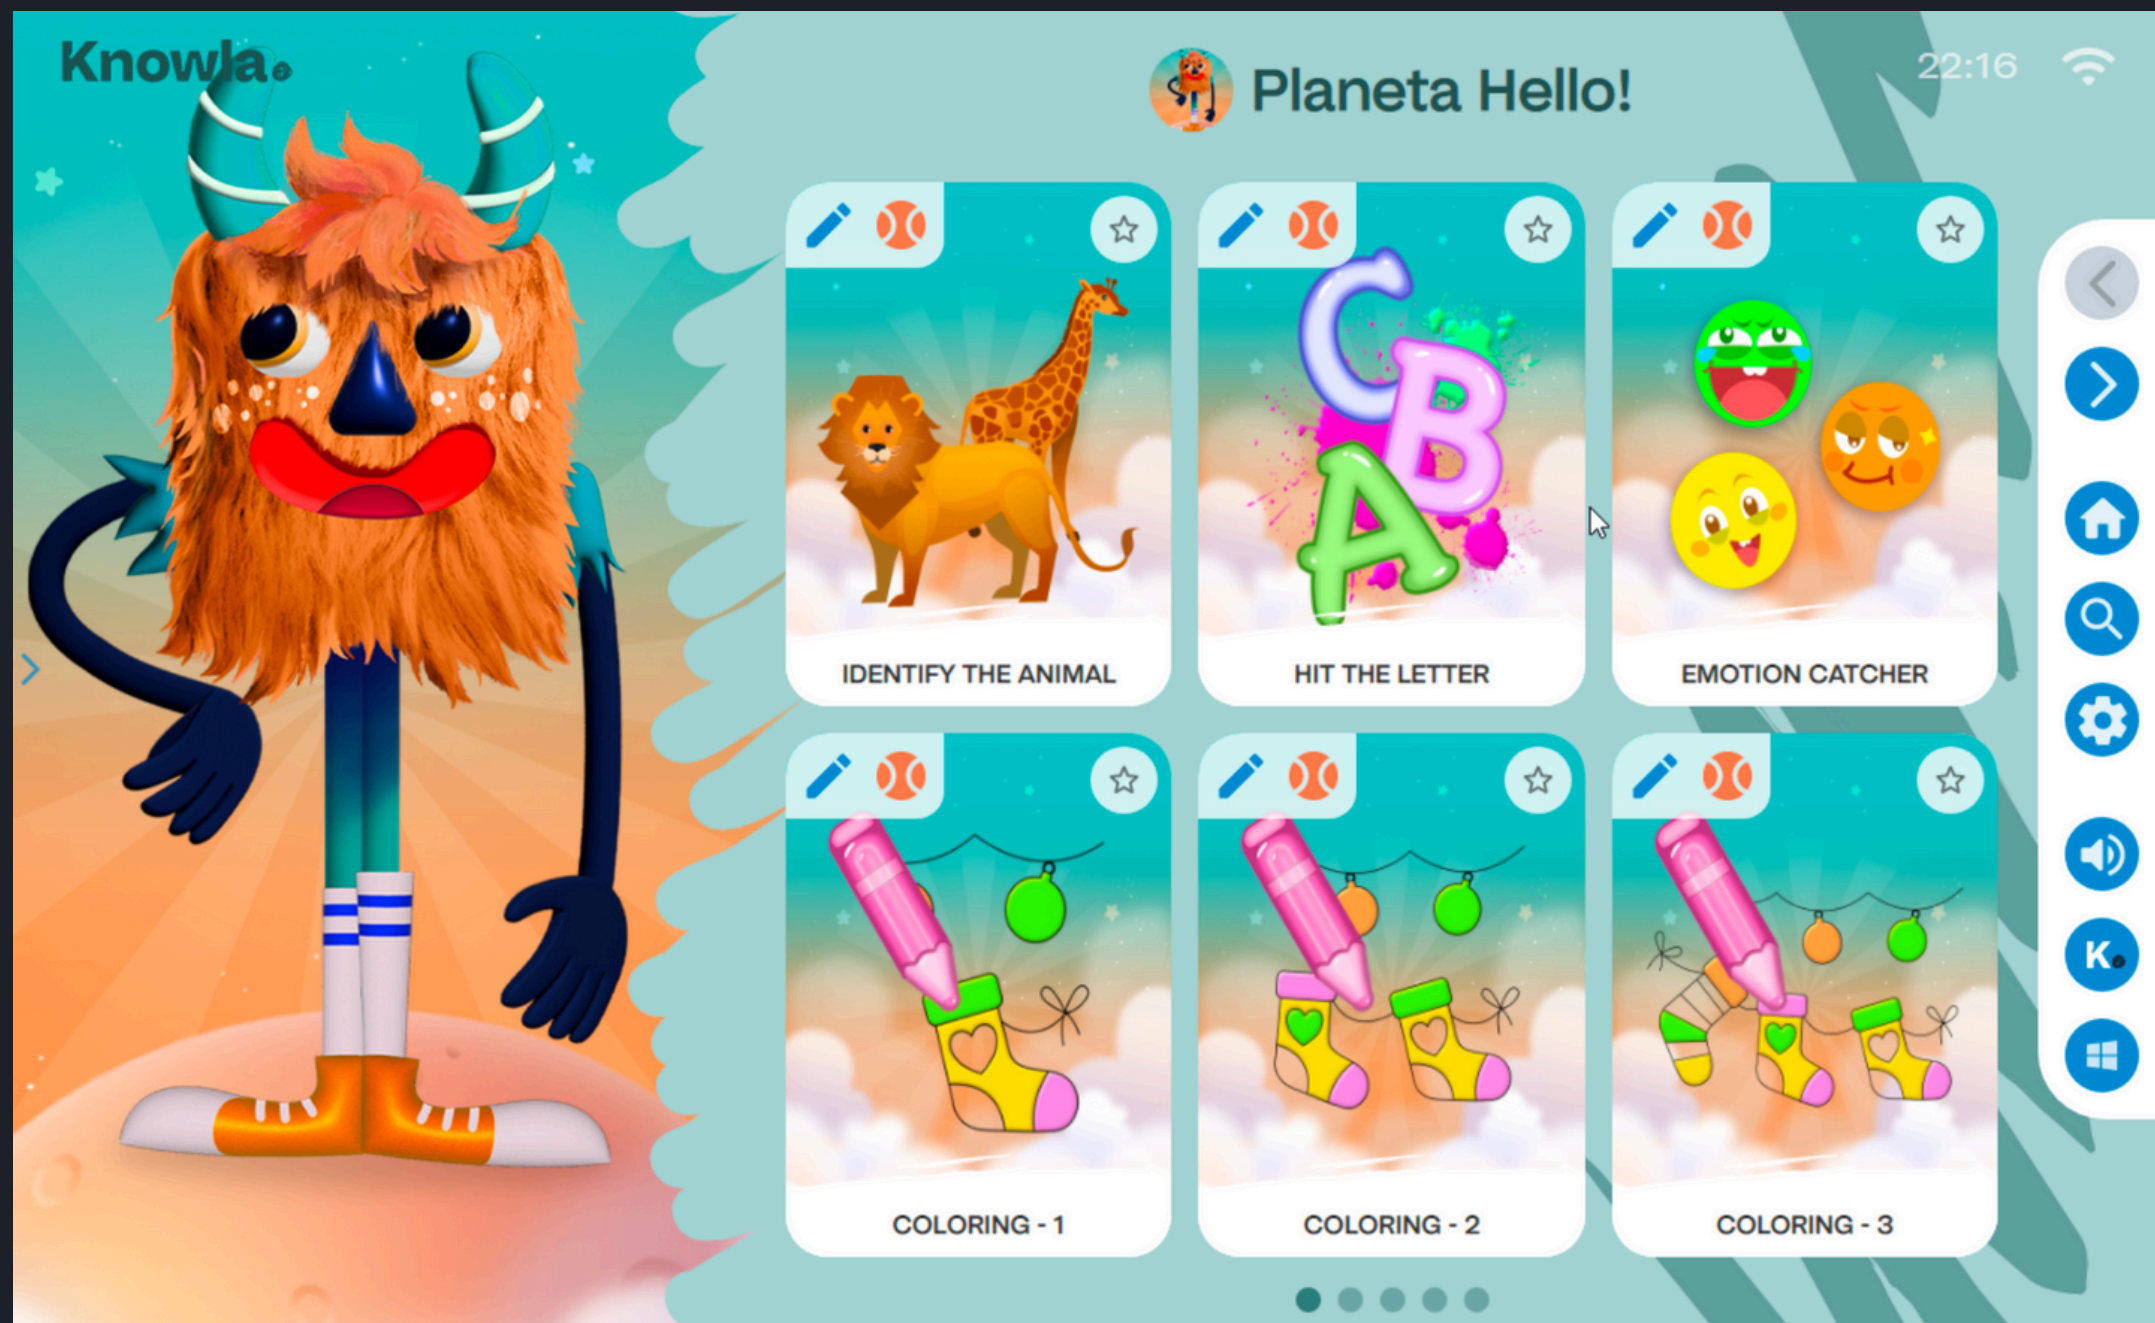 Knowla
Planeta Hello!
22:16
IDENTIFY THE ANIMAL
HIT THE LETTER
EMOTION CATCHER
COLORING - 1
COLORING - 2
COLORING - 3
C
B
A
K